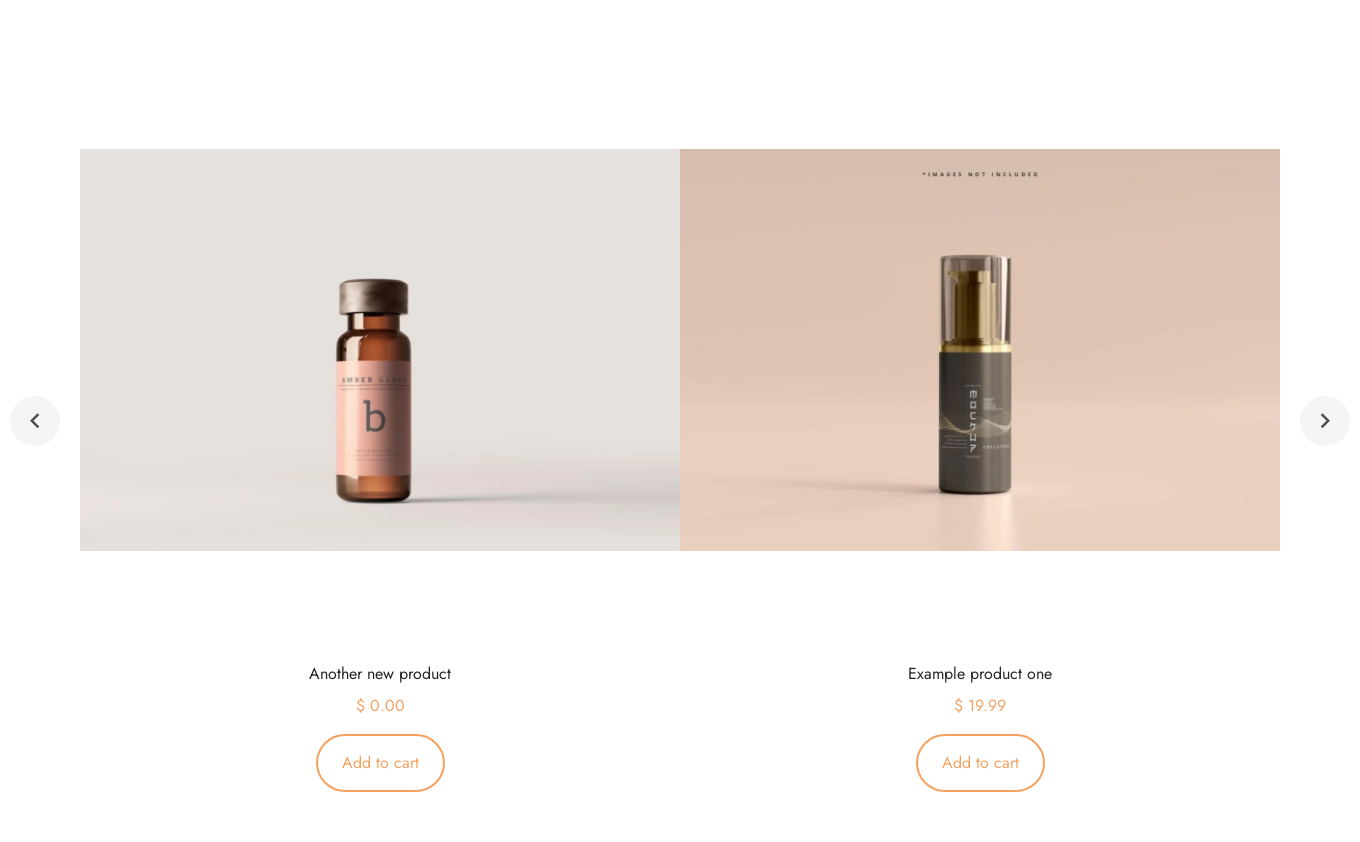 *IMAGES NOT INCLUDED
AMBER GLASS
b
MOCKUP
Another new product
Example product one
$ 0.00
$ 19.99
Add to cart
Add to cart